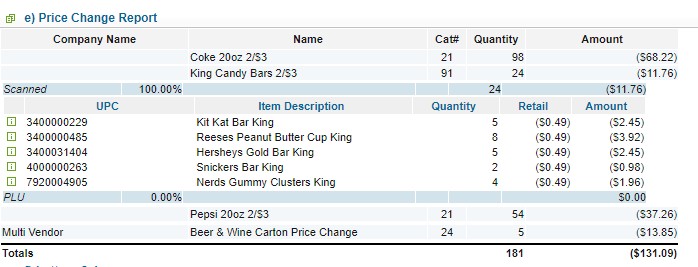 e) Price Change Report
Company Name Name Cat# Quantity Amount
Coke 20oz 2/$3 21 98 ($68.22)
King Candy Bars 2/$3 91 24 ($11.76)
Scanned 100.00% 24 ($11.76)
UPC Item Description Quantity Retail Amount
3400000229 Kit Kat Bar King 5 ($0.49) ($2.45)
3400000485 Reeses Peanut Butter Cup King 8 ($0.49) ($3.92)
3400031404 Hersheys Gold Bar King 5 ($0.49) ($2.45)
4000000263 Snickers Bar King 2 ($0.49) ($0.98)
7920004905 Nerds Gummy Clusters King 4 ($0.49) ($1.96)
PLU 0.00% $0.00
Pepsi 20oz 2/$3 21 54 ($37.26)
Multi Vendor Beer & Wine Carton Price Change 24 5 ($13.85)
Totals 181 ($131.09)